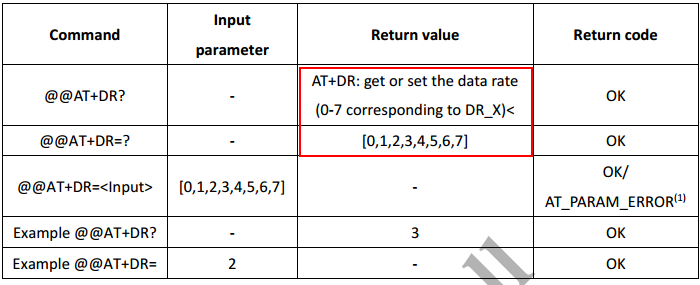 Command Input parameter Return value Return code
@@AT+DR? - AT+DR: get or set the data rate (0-7 corresponding to DR_X)< OK
@@AT+DR=? - [0,1,2,3,4,5,6,7] OK
@@AT+DR=<Input> [0,1,2,3,4,5,6,7] - OK/ AT_PARAM_ERROR(1)
Example @@AT+DR? - 3 OK
Example @@AT+DR= 2 - OK